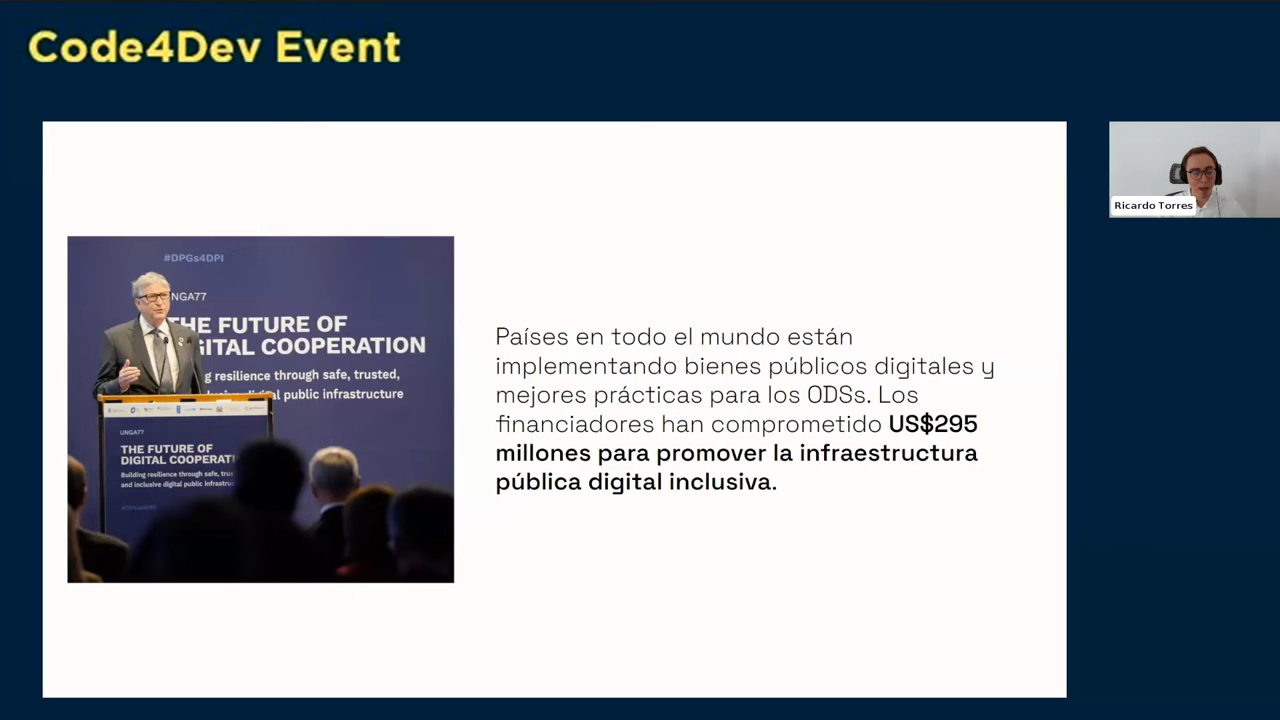 Code4Dev Event
#DPGs4DPI
UNGA77
THE FUTURE OF
DIGITAL COOPERATION
resilience through safe, trusted,
public infrastructure
UNGA77
THE FUTURE OF
DIGITAL
Building resilience through safe,
and inclusive digital public
Países en todo el mundo están
implementando bienes públicos digitales y
mejores prácticas para los ODSs. Los
financiadores han comprometido US$295
millones para promover la infraestructura
pública digital inclusiva.
Ricardo Torres